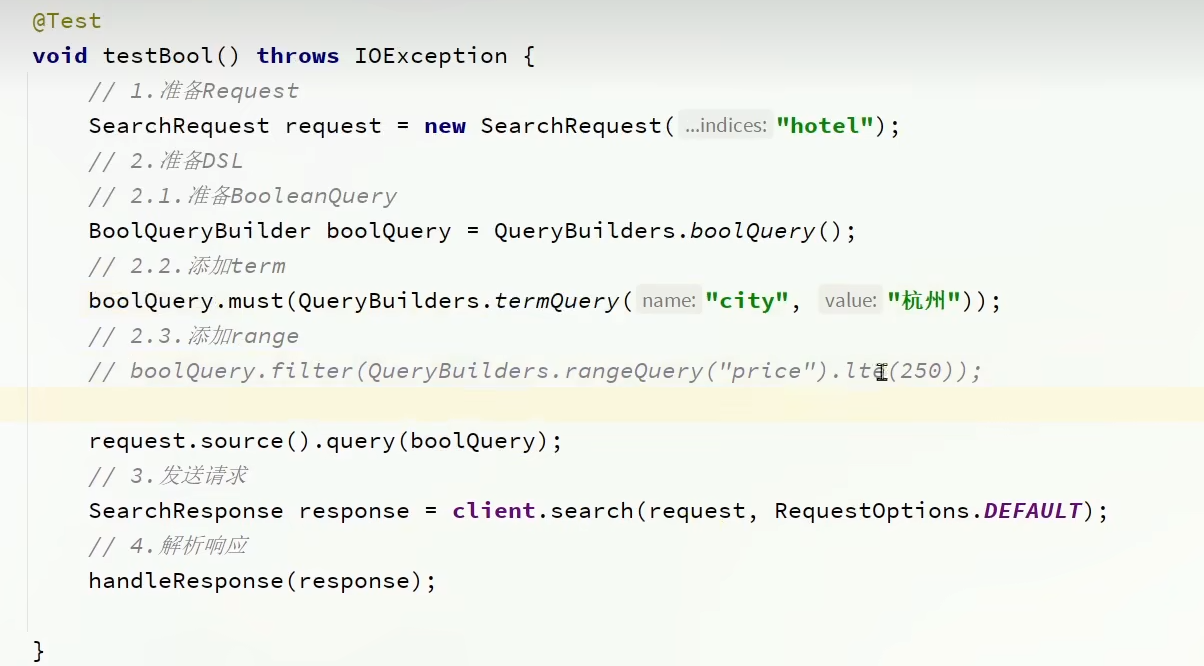 @Test
void testBool() throws IOException {
// 1.准备Request
SearchRequest request = new SearchRequest( ...indices: "hotel");
// 2.准备DSL
// 2.1.准备BooleanQuery
BoolQueryBuilder boolQuery = QueryBuilders.boolQuery();
// 2.2.添加term
boolQuery.must(QueryBuilders.termQuery( name: "city", value: "杭州"));
// 2.3.添加range
// boolQuery.filter(QueryBuilders.rangeQuery("price").lte(250));
request.source().query(boolQuery);
// 3.发送请求
SearchResponse response = client.search(request, RequestOptions.DEFAULT);
// 4.解析响应
handleResponse(response);
}